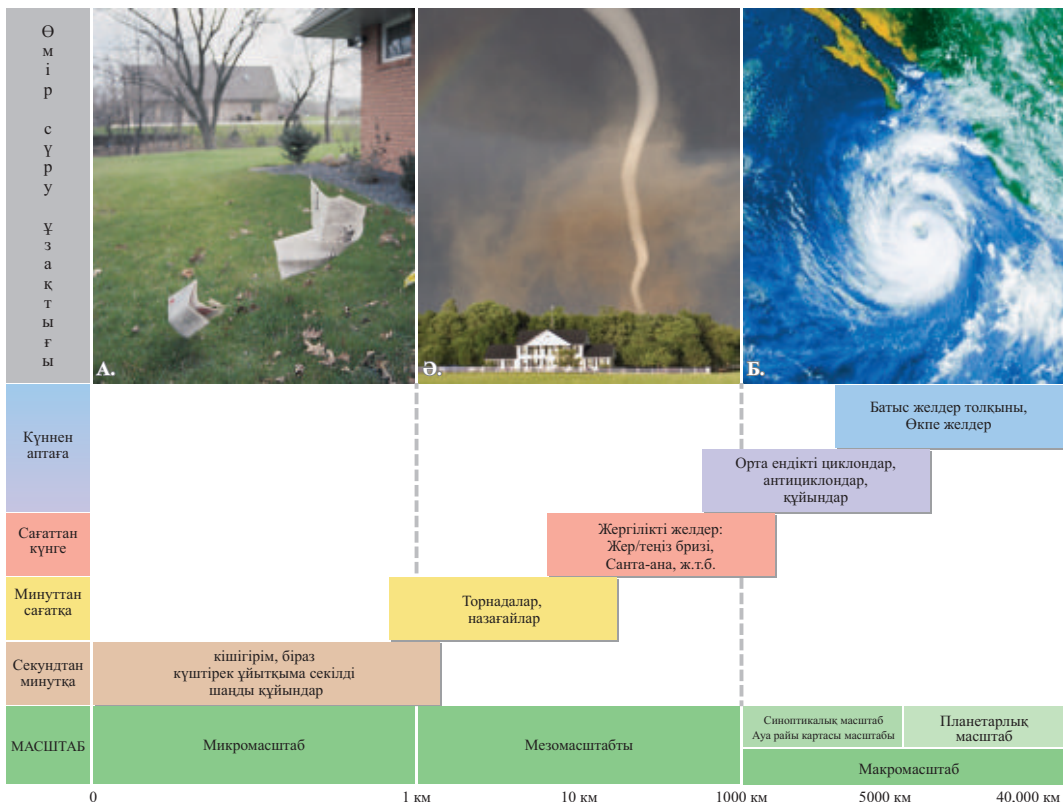 Өмір сүру ұзақтығы
А.
Ә.
Б.
Күннен
аптаға
Батыс желдер толқыны,
Өкпе желдер
Орта ендікті циклондар,
антициклондар,
құйындар
Сағаттан
күнге
Жергілікті желдер:
Жер/теңіз бризі,
Санта-ана, ж.т.б.
Минуттан
сағатқа
Торнадалар,
назағайлар
Секундтан
минутқа
кішігірім, біраз
күштірек ұйытқыма секілді
шаңды құйындар
МАСШТАБ
Микромасштаб
Мезомасштабты
Синоптикалық масштаб
Ауа райы картасы масштабы
Планетарлық
масштаб
Макромасштаб
0
1 км
10 км
1000 км
5000 км
40.000 км